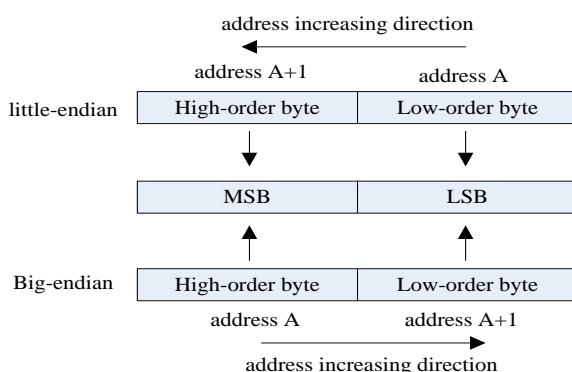 address increasing direction
address A+1 address A
little-endian High-order byte Low-order byte
MSB LSB
Big-endian High-order byte Low-order byte
address A address A+1
address increasing direction